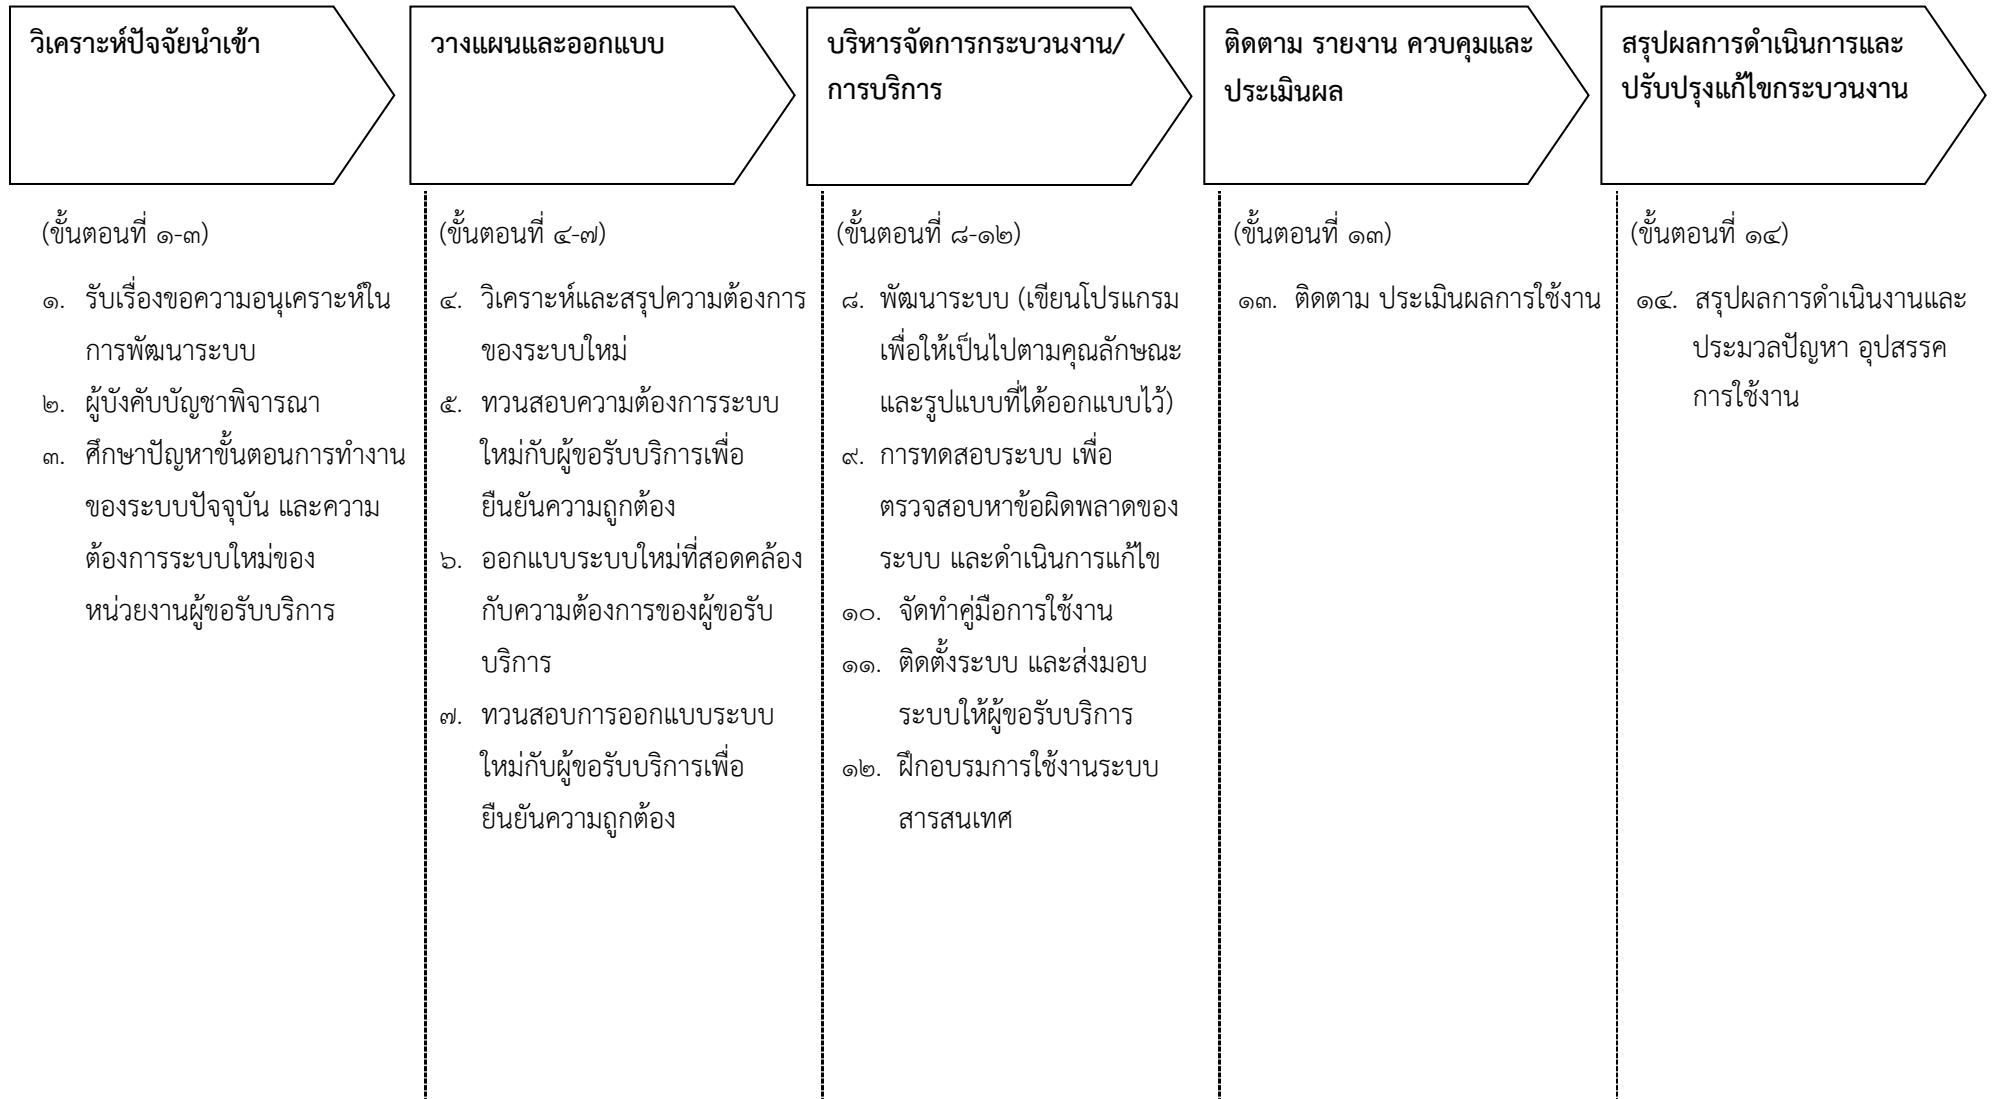 วิเคราะห์ปัจจัยนำเข้า
วางแผนและออกแบบ
บริหารจัดการกระบวนงาน/
การบริการ
ติดตาม รายงาน ควบคุมและ
ประเมินผล
สรุปผลการดำเนินการและ
ปรับปรุงแก้ไขกระบวนงาน
(ขั้นตอนที่ ๑-๓)
๑. รับเรื่องขอความอนุเคราะห์ใน
การพัฒนาระบบ
๒. ผู้บังคับบัญชาพิจารณา
๓. ศึกษาปัญหาขั้นตอนการทำงาน
ของระบบปัจจุบัน และความ
ต้องการระบบใหม่ของ
หน่วยงานผู้ขอรับบริการ
(ขั้นตอนที่ ๔-๗)
๔. วิเคราะห์และสรุปความต้องการ
ของระบบใหม่
๕. ทวนสอบความต้องการระบบ
ใหม่กับผู้ขอรับบริการเพื่อ
ยืนยันความถูกต้อง
๖. ออกแบบระบบใหม่ที่สอดคล้อง
กับความต้องการของผู้ขอรับ
บริการ
๗. ทวนสอบการออกแบบระบบ
ใหม่กับผู้ขอรับบริการเพื่อ
ยืนยันความถูกต้อง
(ขั้นตอนที่ ๘-๑๒)
๘. พัฒนาระบบ (เขียนโปรแกรม
เพื่อให้เป็นไปตามคุณลักษณะ
และรูปแบบที่ได้ออกแบบไว้)
๙. การทดสอบระบบ เพื่อ
ตรวจสอบหาข้อผิดพลาดของ
ระบบ และดำเนินการแก้ไข
๑๐. จัดทำคู่มือการใช้งาน
๑๑. ติดตั้งระบบ และส่งมอบ
ระบบให้ผู้ขอรับบริการ
๑๒. ฝึกอบรมการใช้งานระบบ
สารสนเทศ
(ขั้นตอนที่ ๑๓)
๑๓. ติดตาม ประเมินผลการใช้งาน
(ขั้นตอนที่ ๑๔)
๑๔. สรุปผลการดำเนินงานและ
ประมวลปัญหา อุปสรรค
การใช้งาน